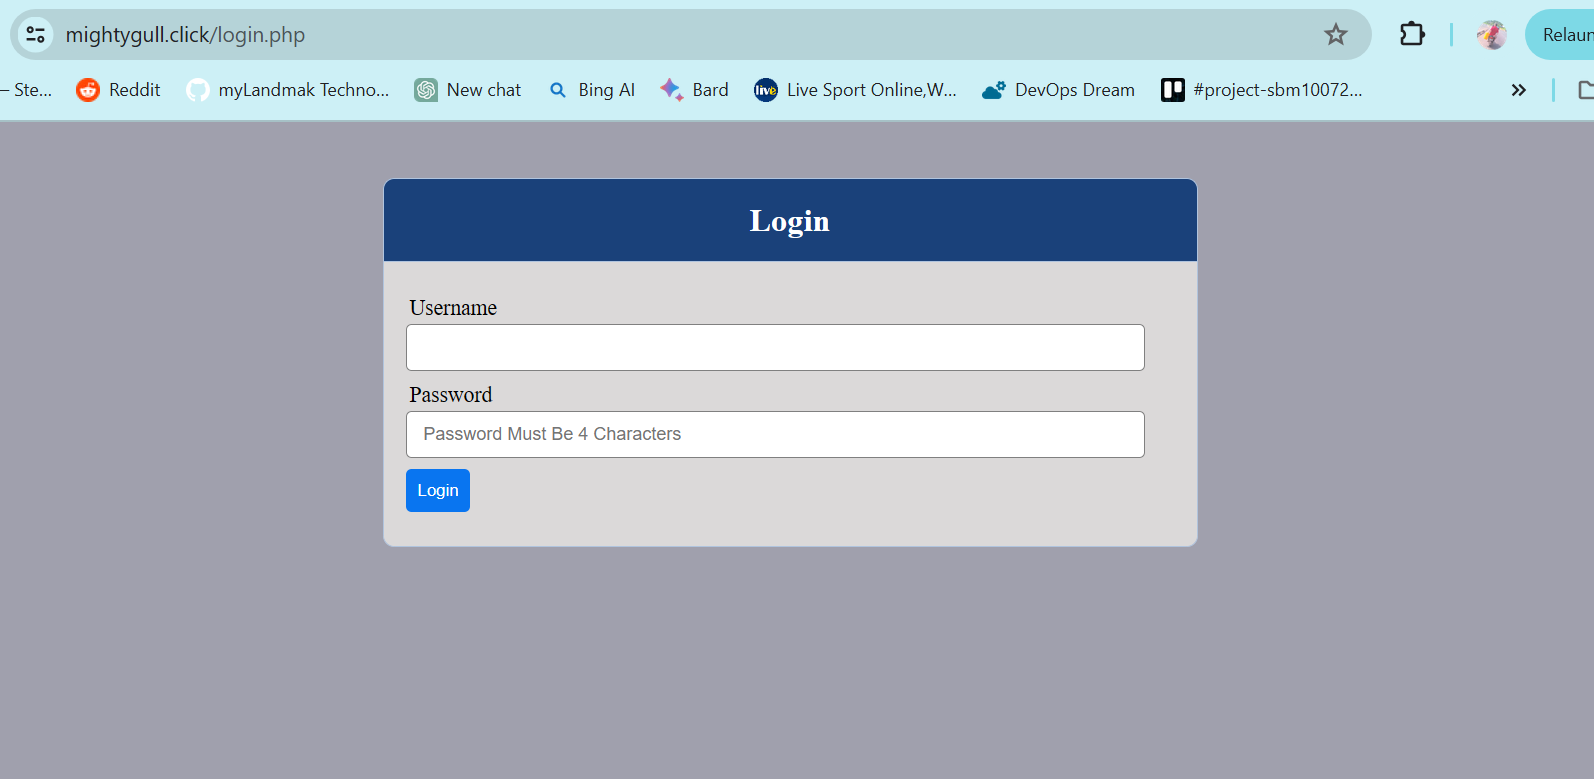 mightygull.click/login.php
Relaun
– Ste... Reddit myLandmak Techno... New chat Bing AI Bard live Live Sport Online,W... DevOps Dream #project-sbm10072...
Login
Username
Password
Password Must Be 4 Characters
Login